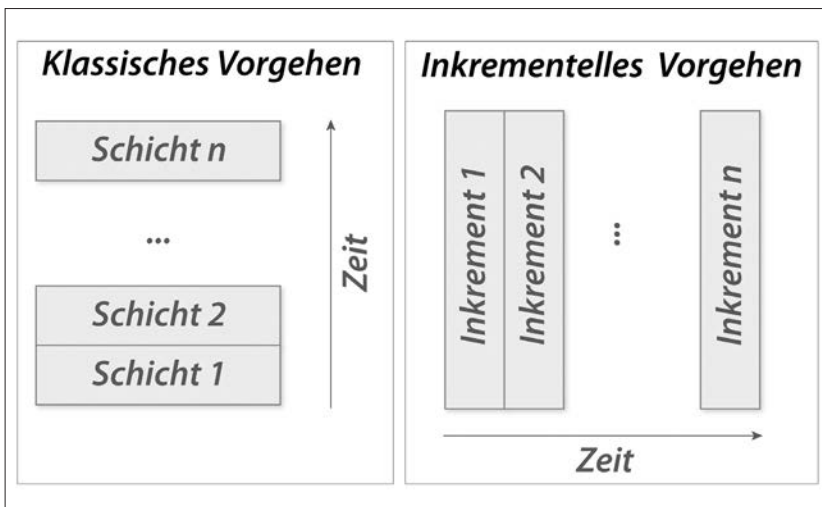 Klassisches Vorgehen
Schicht n
...
Schicht 2
Schicht 1
Zeit
Inkrementelles Vorgehen
Inkrement 1
Inkrement 2
...
Inkrement n
Zeit